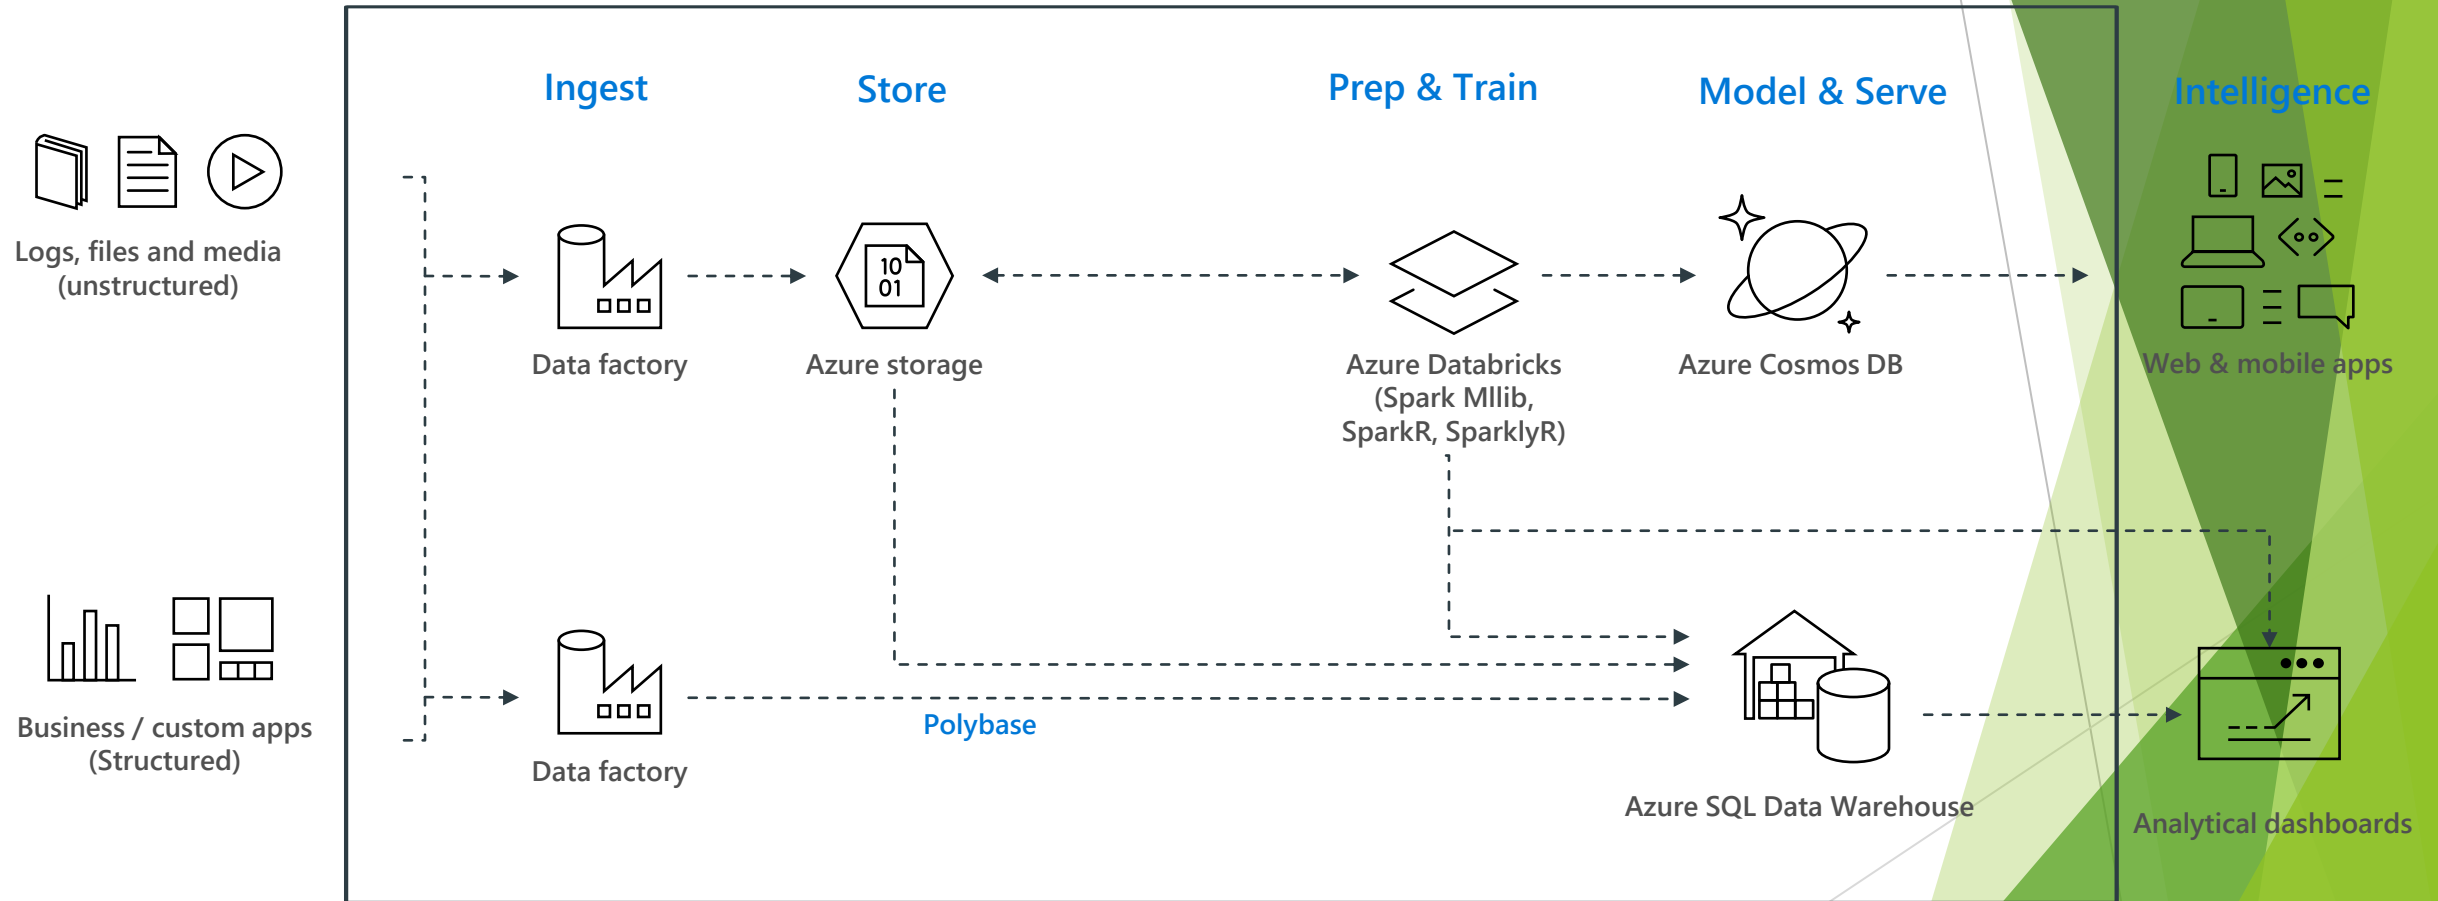 Ingest
Store
Prep & Train
Model & Serve
Intelligence
Logs, files and media
(unstructured)
10
01
Data factory
Azure storage
Azure Databricks
(Spark Mllib,
SparkR, SparklyR)
Azure Cosmos DB
Web & mobile apps
Business / custom apps
(Structured)
Data factory
Polybase
Azure SQL Data Warehouse
Analytical dashboards